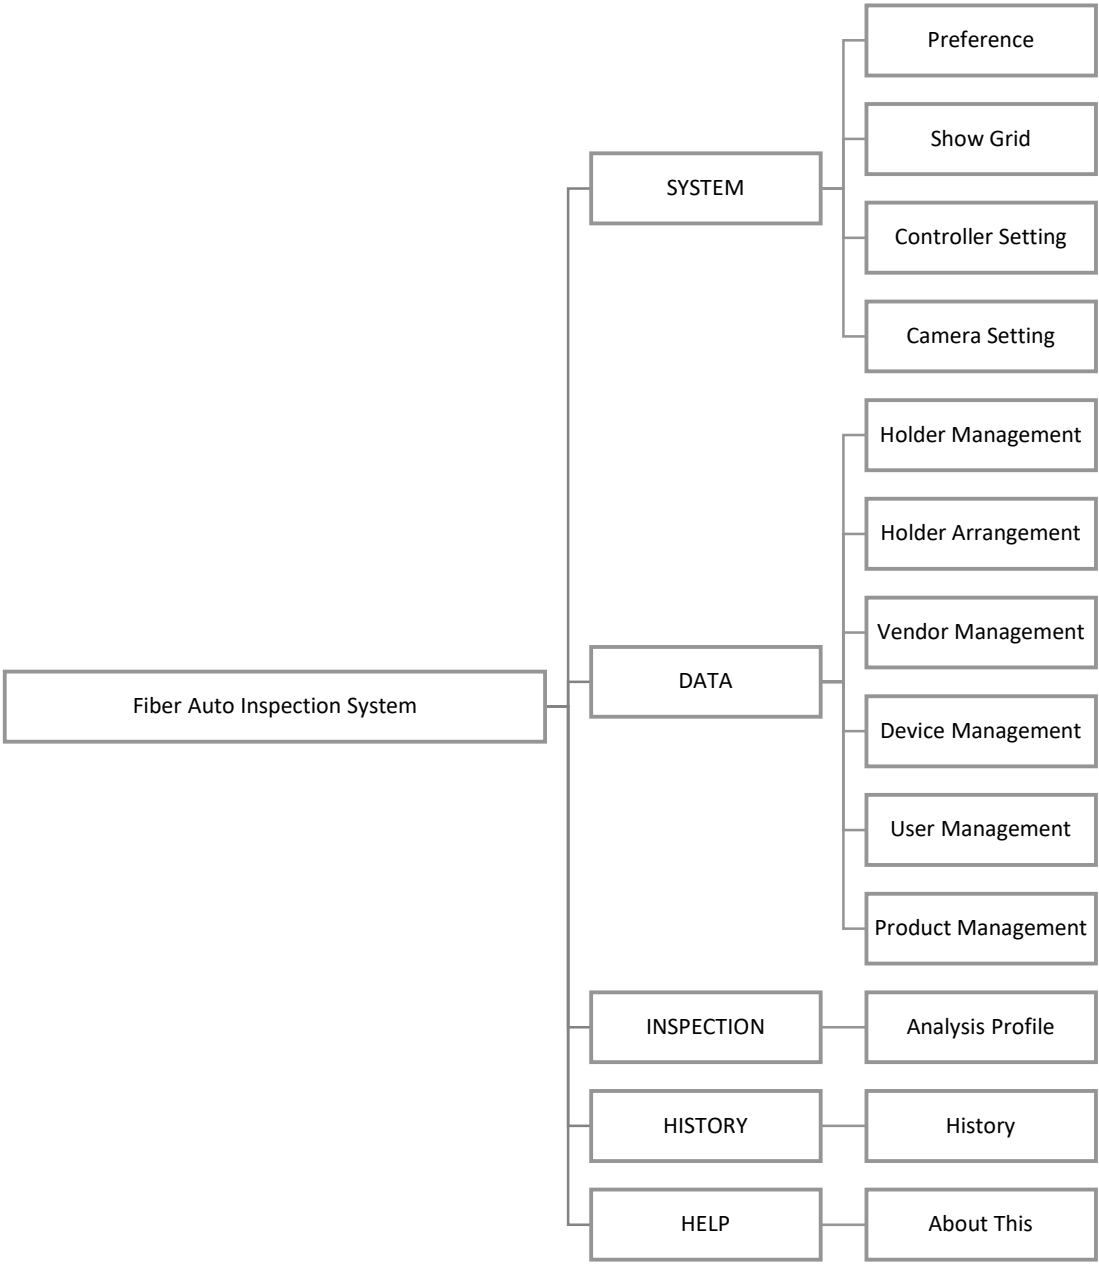 Fiber Auto Inspection System
SYSTEM
Preference
Show Grid
Controller Setting
Camera Setting
DATA
Holder Management
Holder Arrangement
Vendor Management
Device Management
User Management
Product Management
INSPECTION
Analysis Profile
HISTORY
History
HELP
About This